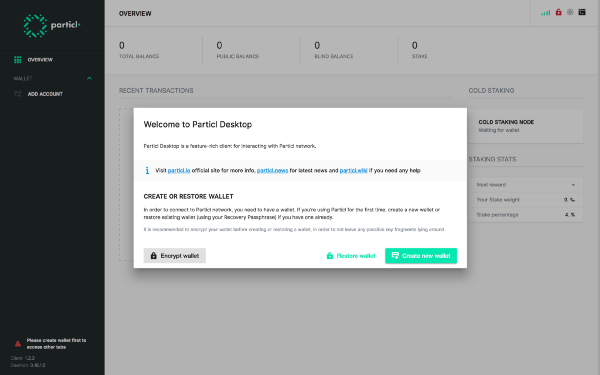 particl
OVERVIEW
OVERVIEW
WALLET
ADD ACCOUNT
0
TOTAL BALANCE
0
PUBLIC BALANCE
0
BLIND BALANCE
0
STAKE
RECENT TRANSACTIONS
COLD STAKING
COLD STAKING NODE
Waiting for wallet
STAKING STATS
Next reward
-
Your Stake weight
0. ‰
Stake percentage
4. %
Welcome to Particl Desktop
Particl Desktop is a feature-rich client for interacting with Particl network.
Visit particl.io official site for more info, particl.news for latest news and particl.wiki if you need any help
CREATE OR RESTORE WALLET
In order to connect to Particl network, you need to have a wallet. If you're using Particl for the first time, create a new wallet or
restore existing wallet (using your Recovery Passphrase) if you have one already.
It is recommended to encrypt your wallet before creating or restoring a wallet, in order to not leave any possible key fragments lying around.
Encrypt wallet
Restore wallet
Create new wallet
Please create wallet first to
access other tabs
Client